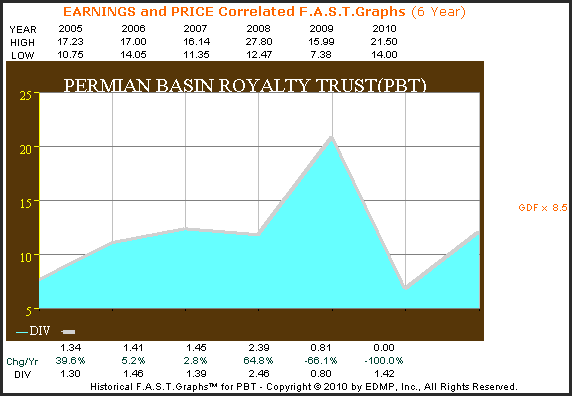 EARNINGS and PRICE Correlated F.A.S.T.Graphs (6 Year)
YEAR 2005 2006 2007 2008 2009 2010
HIGH 17.23 17.00 16.14 27.80 15.99 21.50
LOW 10.75 14.05 11.35 12.47 7.38 14.00
PERMIAN BASIN ROYALTY TRUST(PBT)
25
20
15
GDF x 8.5
10
5
DIV
1.34 1.41 1.45 2.39 0.81 0.00
Chg/Yr 39.6% 5.2% 2.8% 64.8% -66.1% -100.0%
DIV 1.30 1.46 1.39 2.46 0.80 1.42
Historical F.A.S.T.Graphs™ for PBT - Copyright © 2010 by EDMP, Inc., All Rights Reserved.